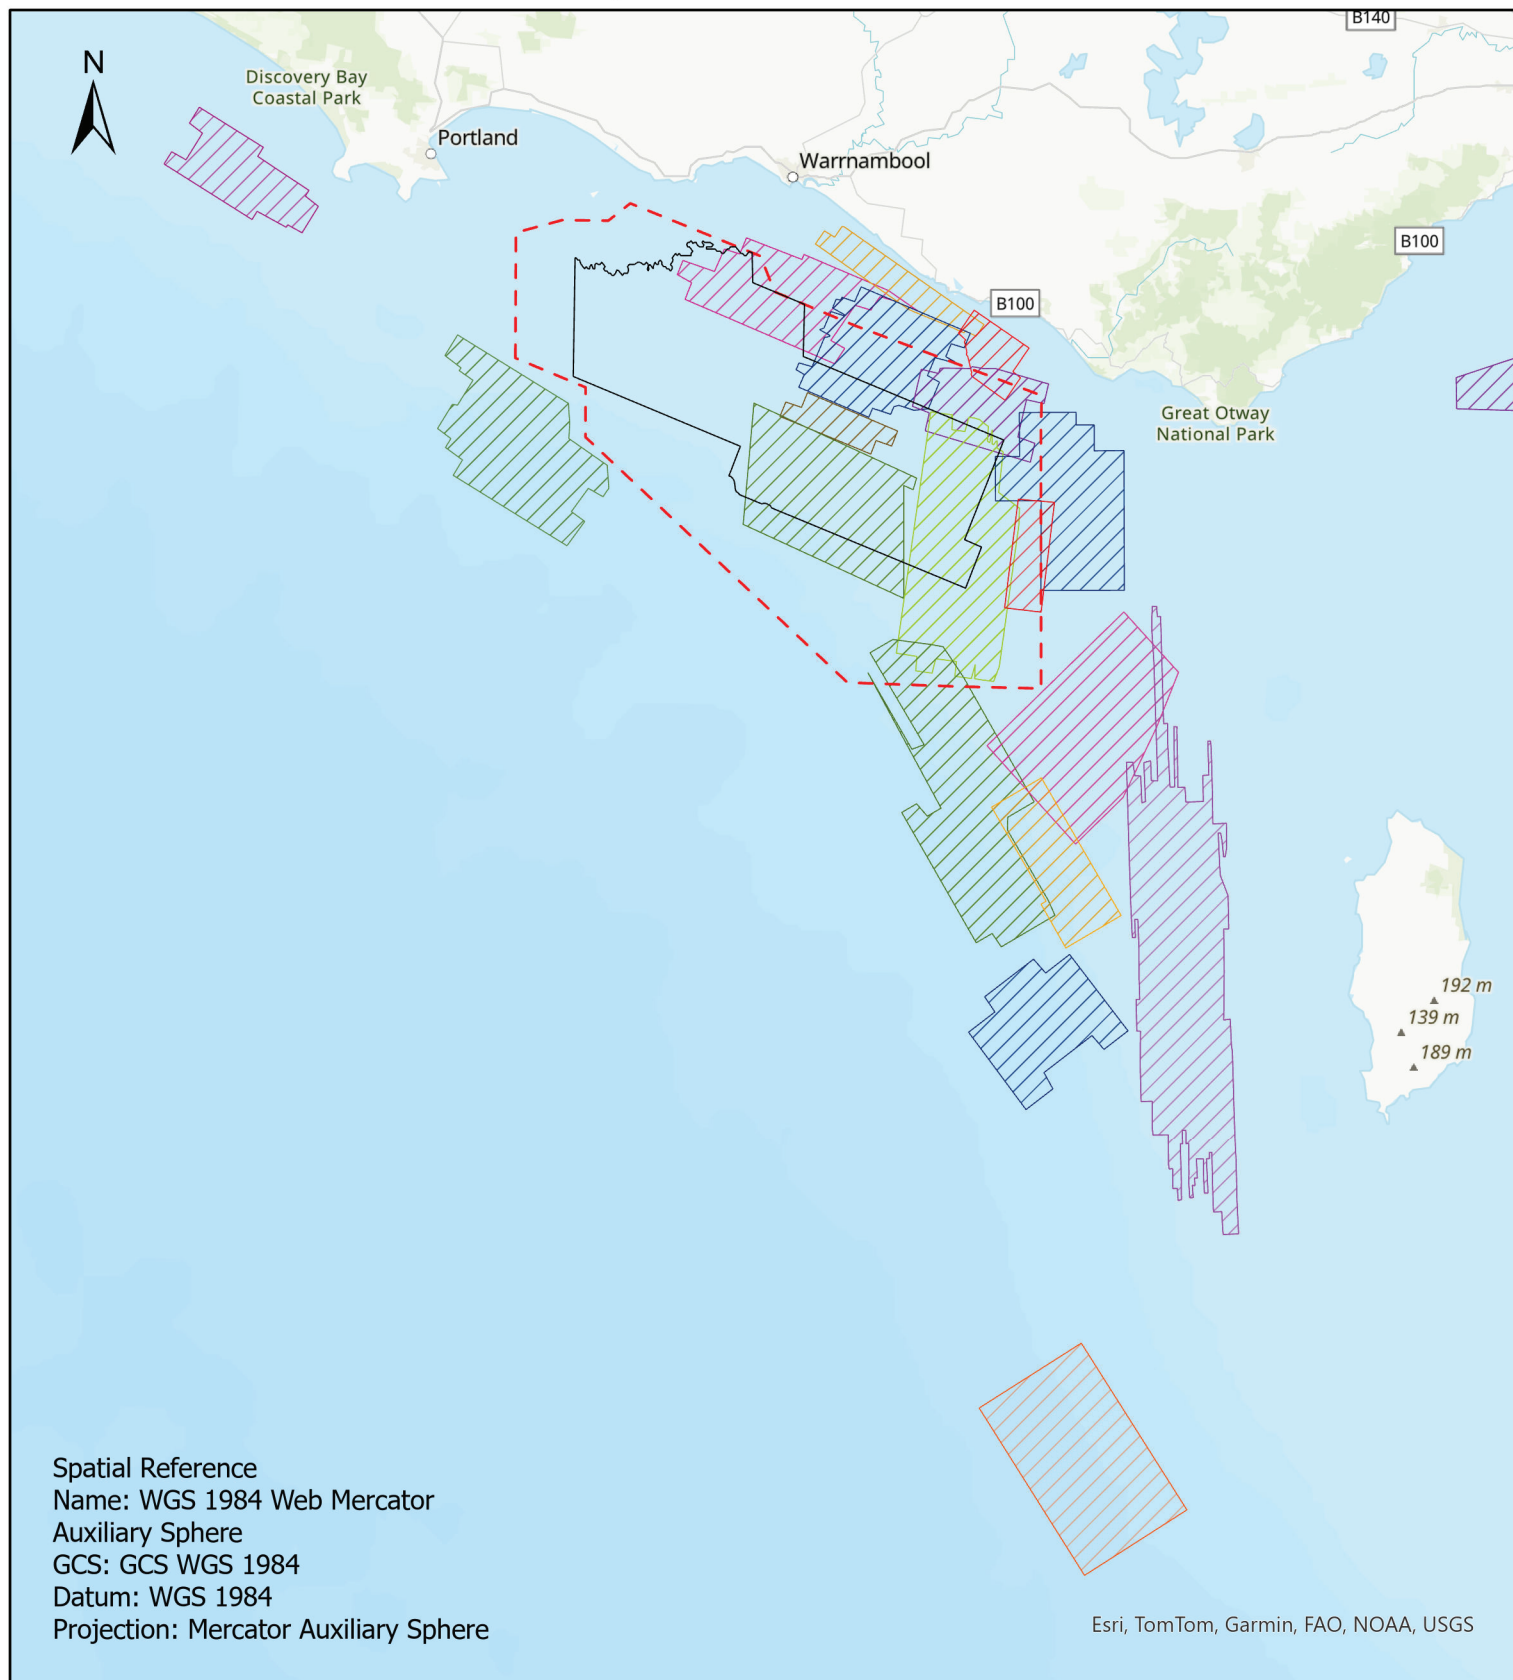 B140
N
Discovery Bay
Coastal Park
Portland
Warrnambool
B100
B100
Great Otway
National Park
192 m
139 m
189 m
Spatial Reference
Name: WGS 1984 Web Mercator
Auxiliary Sphere
GCS: GCS WGS 1984
Datum: WGS 1984
Projection: Mercator Auxiliary Sphere
Esri, TomTom, Garmin, FAO, NOAA, USGS